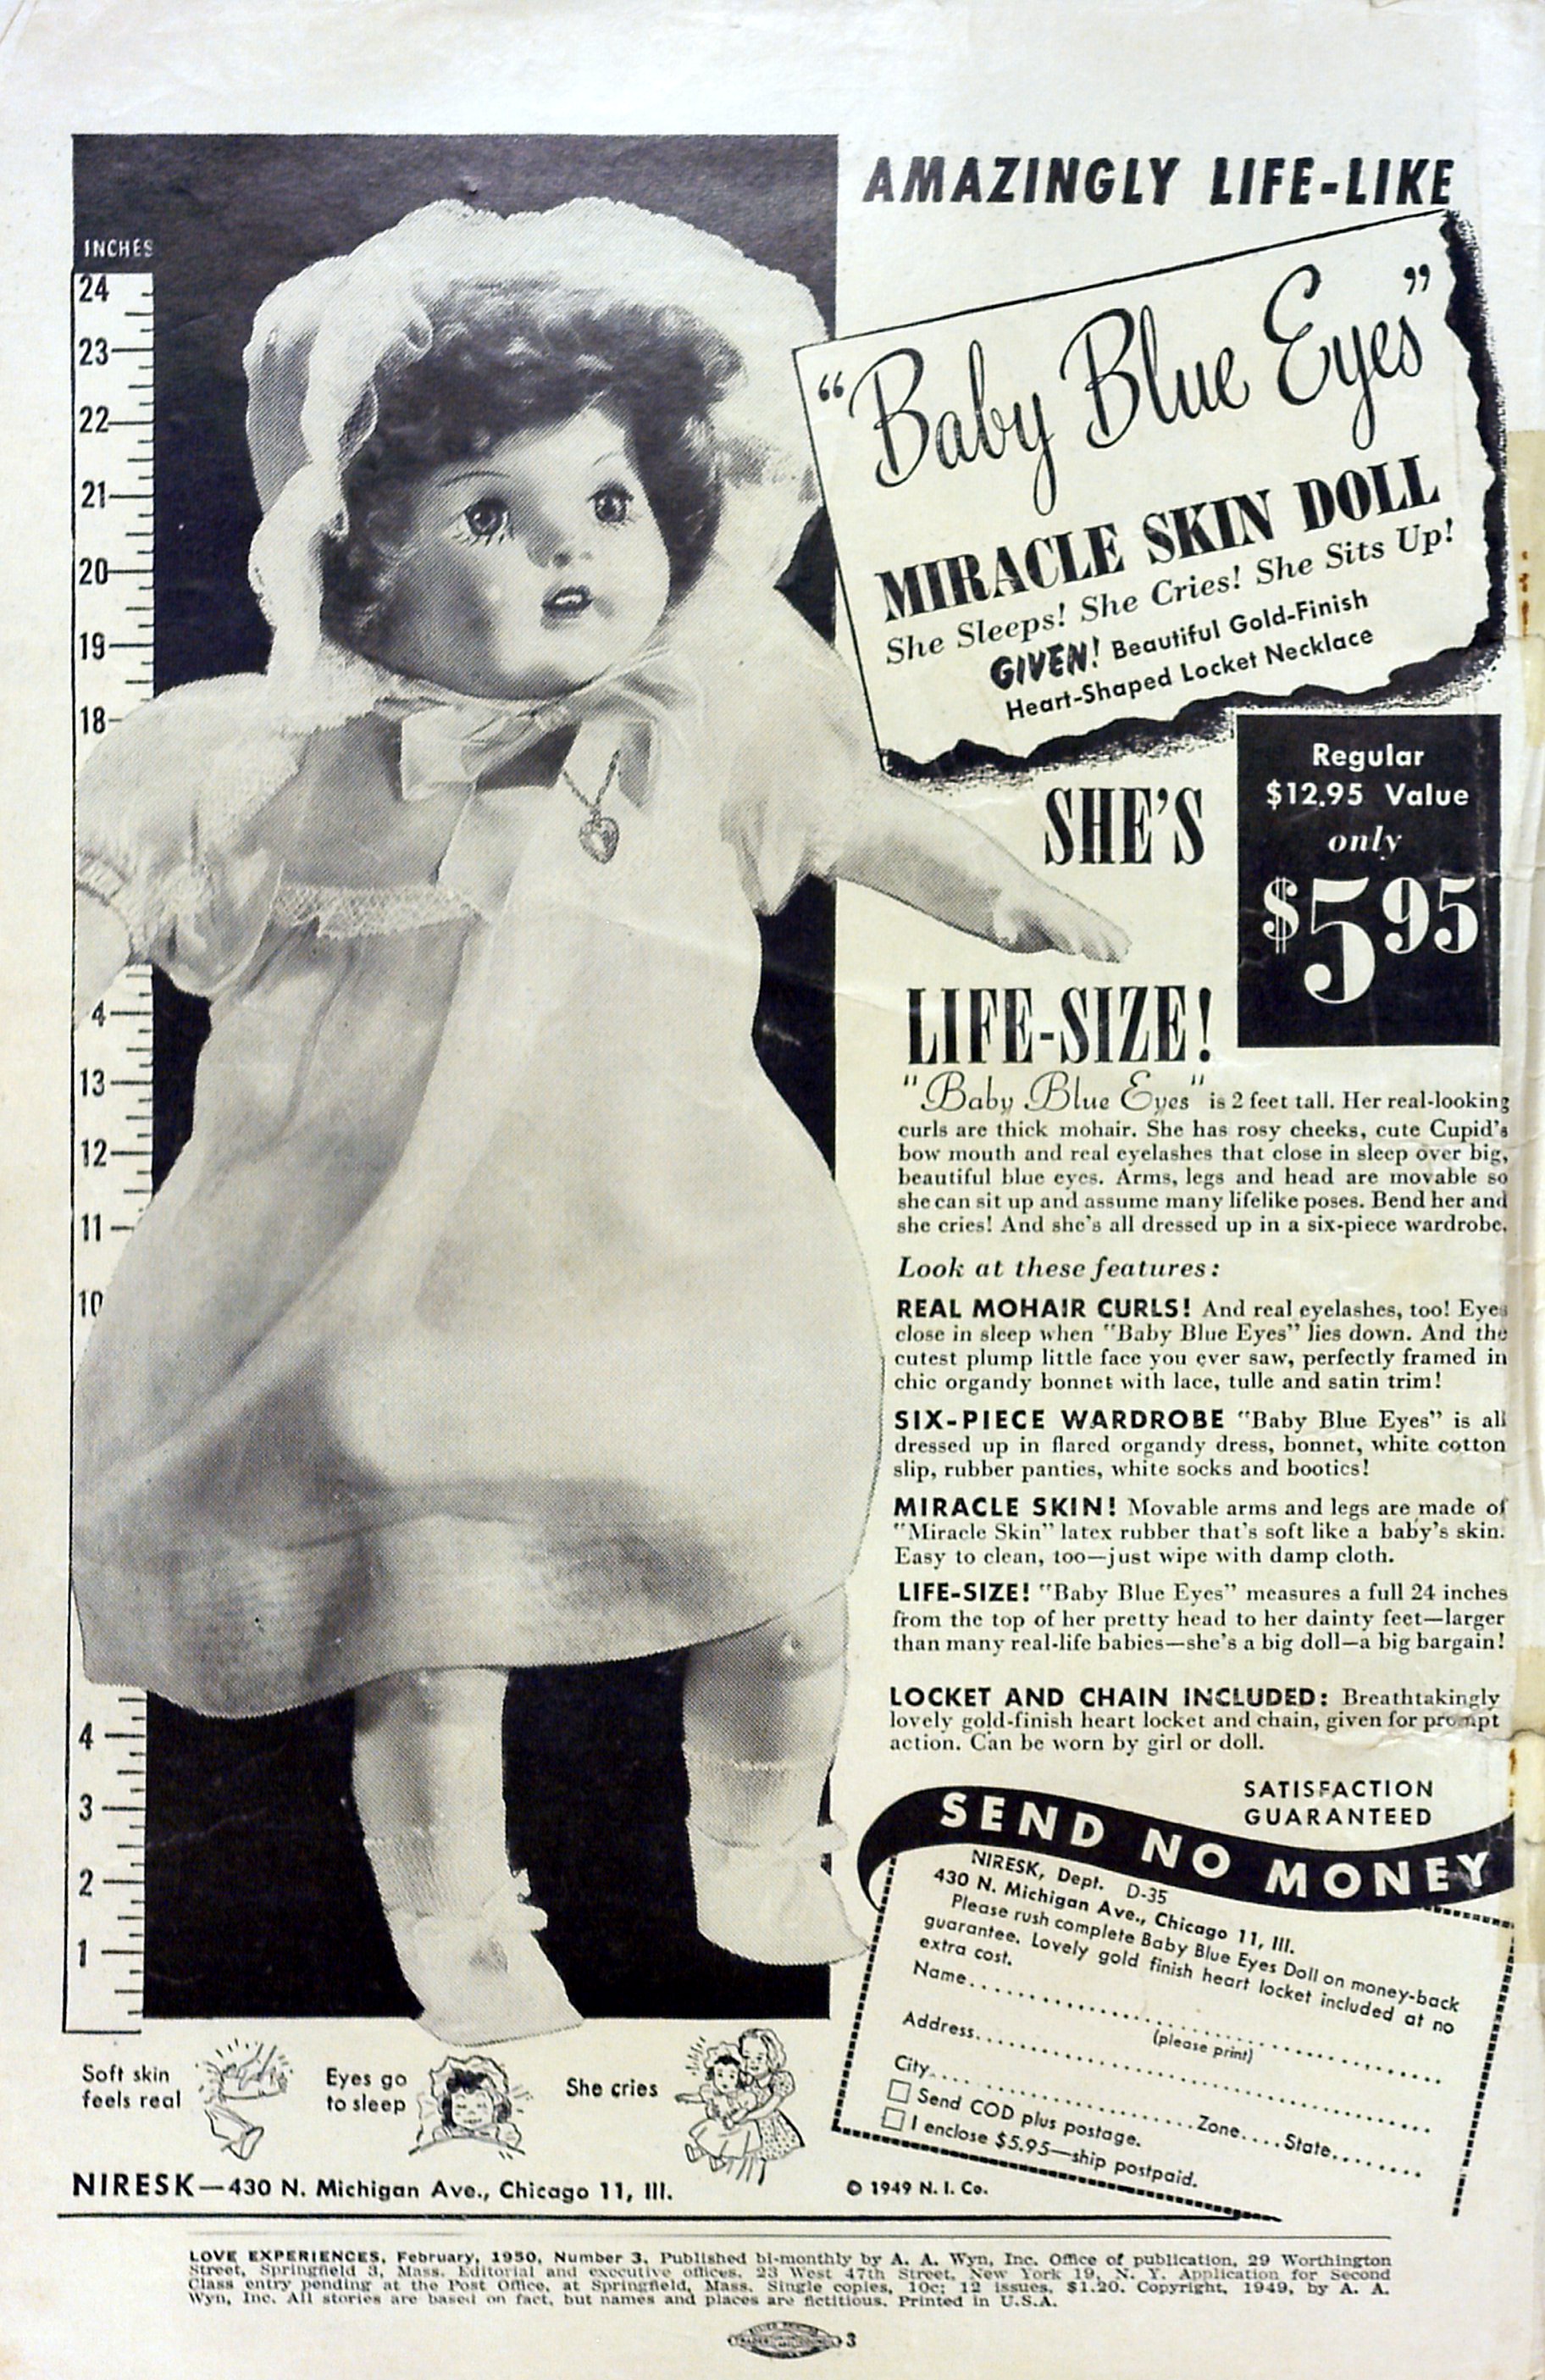 AMAZINGLY LIFE-LIKE
"Baby Blue Eyes"
MIRACLE SKIN DOLL
She Sleeps! She Cries! She Sits Up!
GIVEN! Beautiful Gold-Finish
Heart-Shaped Locket Necklace
INCHES
24
23
22
21
20
19
18
4
13
12
11
10
4
3
2
1
Regular
$12.95 Value
only
$5.95
SHE'S
LIFE-SIZE!
"Baby Blue Eyes" is 2 feet tall. Her real-looking
curls are thick mohair. She has rosy cheeks, cute Cupid's
bow mouth and real eyelashes that close in sleep over big,
beautiful blue eyes. Arms, legs and head are movable so
she can sit up and assume many lifelike poses. Bend her and
she cries! And she's all dressed up in a six-piece wardrobe.
Look at these features:
REAL MOHAIR CURLS! And real eyelashes, too! Eyes
close in sleep when "Baby Blue Eyes" lies down. And the
cutest plump little face you ever saw, perfectly framed in
chic organdy bonnet with lace, tulle and satin trim!
SIX-PIECE WARDROBE "Baby Blue Eyes" is all
dressed up in flared organdy dress, bonnet, white cotton
slip, rubber panties, white socks and booties!
MIRACLE SKIN! Movable arms and legs are made of
"Miracle Skin" latex rubber that's soft like a baby's skin.
Easy to clean, too—just wipe with damp cloth.
LIFE-SIZE! "Baby Blue Eyes" measures a full 24 inches
from the top of her pretty head to her dainty feet—larger
than many real-life babies—she's a big doll—a big bargain!
LOCKET AND CHAIN INCLUDED: Breathtakingly
lovely gold-finish heart locket and chain, given for prompt
action. Can be worn by girl or doll.
SATISFACTION
GUARANTEED
SEND NO MONEY
NIRESK, Dept. D-35
430 N. Michigan Ave., Chicago 11, Ill.
Please rush complete Baby Blue Eyes Doll on money-back
guarantee. Lovely gold finish heart locket included at no
extra cost.
Name
(please print)
Address
City Zone State
Send COD plus postage.
I enclose $5.95—ship postpaid.
Soft skin
feels real
Eyes go
to sleep
She cries
NIRESK—430 N. Michigan Ave., Chicago 11, Ill.
© 1949 N. I. Co.
LOVE EXPERIENCES, February, 1950, Number 3. Published bi-monthly by A. A. Wyn, Inc. Office of publication, 29 Worthington
Street, Springfield 3, Mass. Editorial and executive offices, 23 West 47th Street, New York 19, N. Y. Application for Second
Class entry pending at the Post Office, at Springfield, Mass. Single copies, 10c; 12 issues, $1.20. Copyright, 1949, by A. A.
Wyn, Inc. All stories are based on fact, but names and places are fictitious. Printed in U.S.A.
3